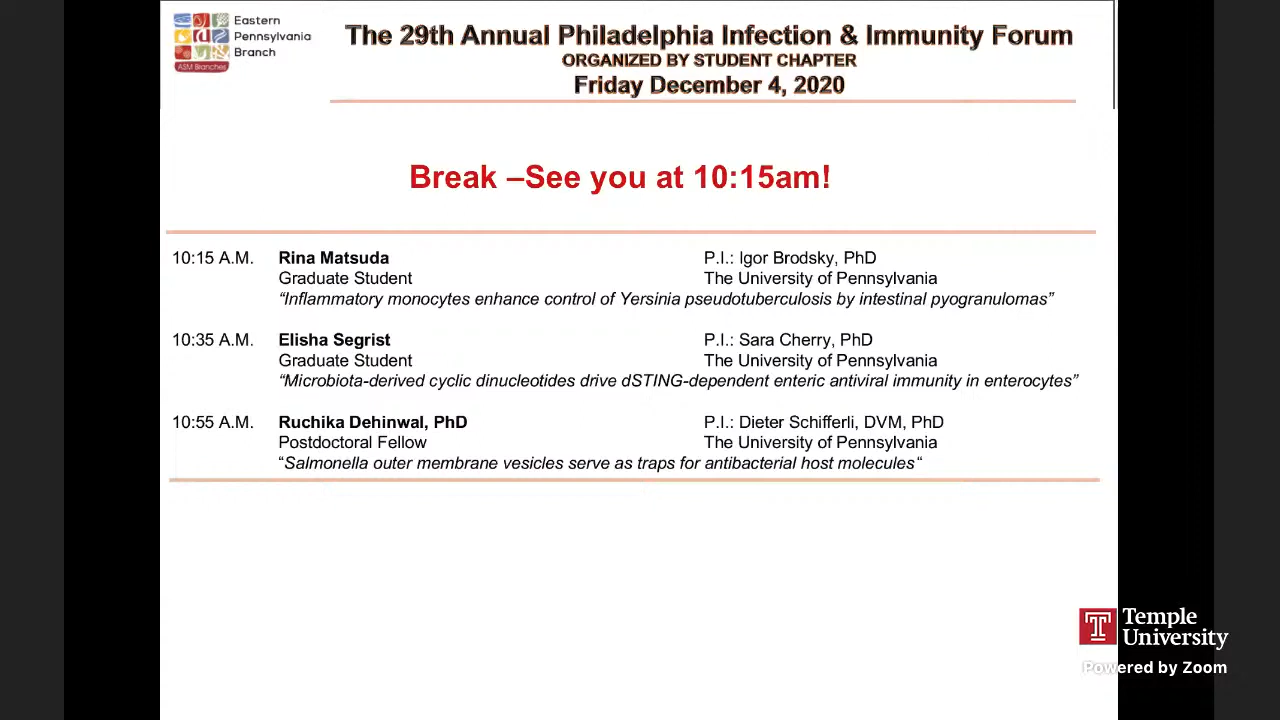 Eastern
Pennsylvania
Branch
ASM Branches
The 29th Annual Philadelphia Infection & Immunity Forum
ORGANIZED BY STUDENT CHAPTER
Friday December 4, 2020
Break –See you at 10:15am!
10:15 A.M. Rina Matsuda P.I.: Igor Brodsky, PhD
Graduate Student The University of Pennsylvania
“Inflammatory monocytes enhance control of Yersinia pseudotuberculosis by intestinal pyogranulomas”
10:35 A.M. Elisha Segrist P.I.: Sara Cherry, PhD
Graduate Student The University of Pennsylvania
“Microbiota-derived cyclic dinucleotides drive dSTING-dependent enteric antiviral immunity in enterocytes”
10:55 A.M. Ruchika Dehinwal, PhD P.I.: Dieter Schifferli, DVM, PhD
Postdoctoral Fellow The University of Pennsylvania
“Salmonella outer membrane vesicles serve as traps for antibacterial host molecules“
T Temple
University
Powered by Zoom